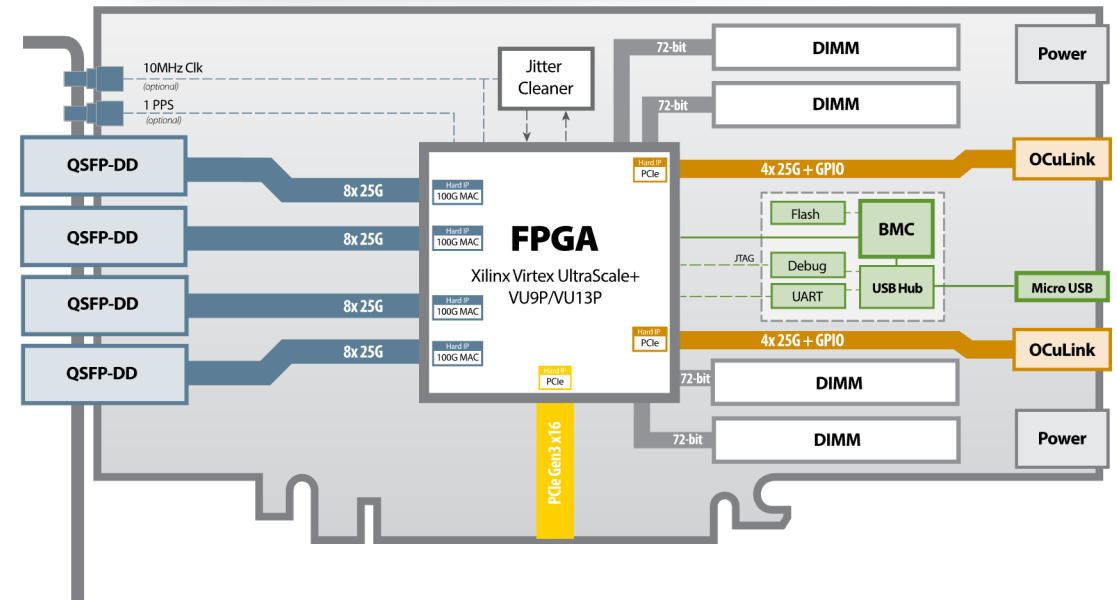 10MHz Clk
(optional)
1 PPS
(optional)
Jitter
Cleaner
72-bit
DIMM
72-bit
DIMM
Power
QSFP-DD
8x 25G
Hard IP
100G MAC
QSFP-DD
8x 25G
Hard IP
100G MAC
QSFP-DD
8x 25G
Hard IP
100G MAC
QSFP-DD
8x 25G
Hard IP
100G MAC
FPGA
Xilinx Virtex UltraScale+
VU9P/VU13P
Hard IP
PCIe
4x 25G + GPIO
OCuLink
Flash
BMC
JTAG
Debug
UART
USB Hub
Micro USB
Hard IP
PCIe
4x 25G + GPIO
OCuLink
Hard IP
PCIe
PCIe Gen3 x16
72-bit
DIMM
72-bit
DIMM
Power